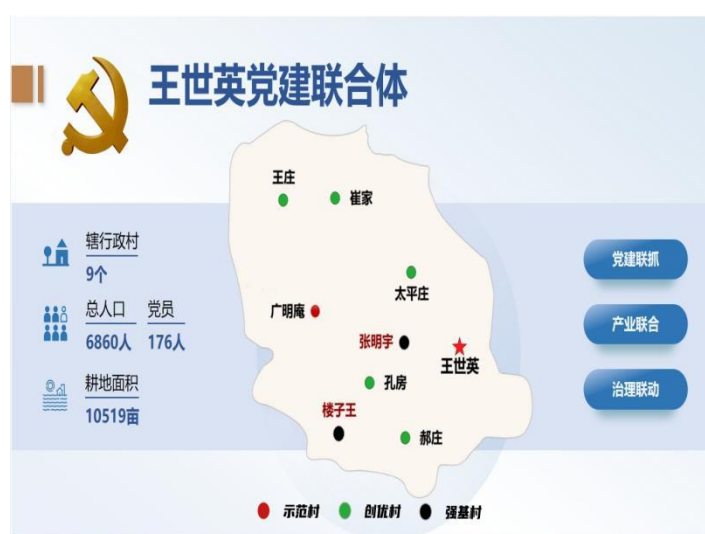 王世英党建联合体
王庄
崔家
辖行政村
9个
总人口 党员
6860人 176人
耕地面积
10519亩
太平庄
广明庵
张明宇
王世英
孔房
楼子王
郝庄
党建联抓
产业联合
治理联动
示范村 创优村 强基村